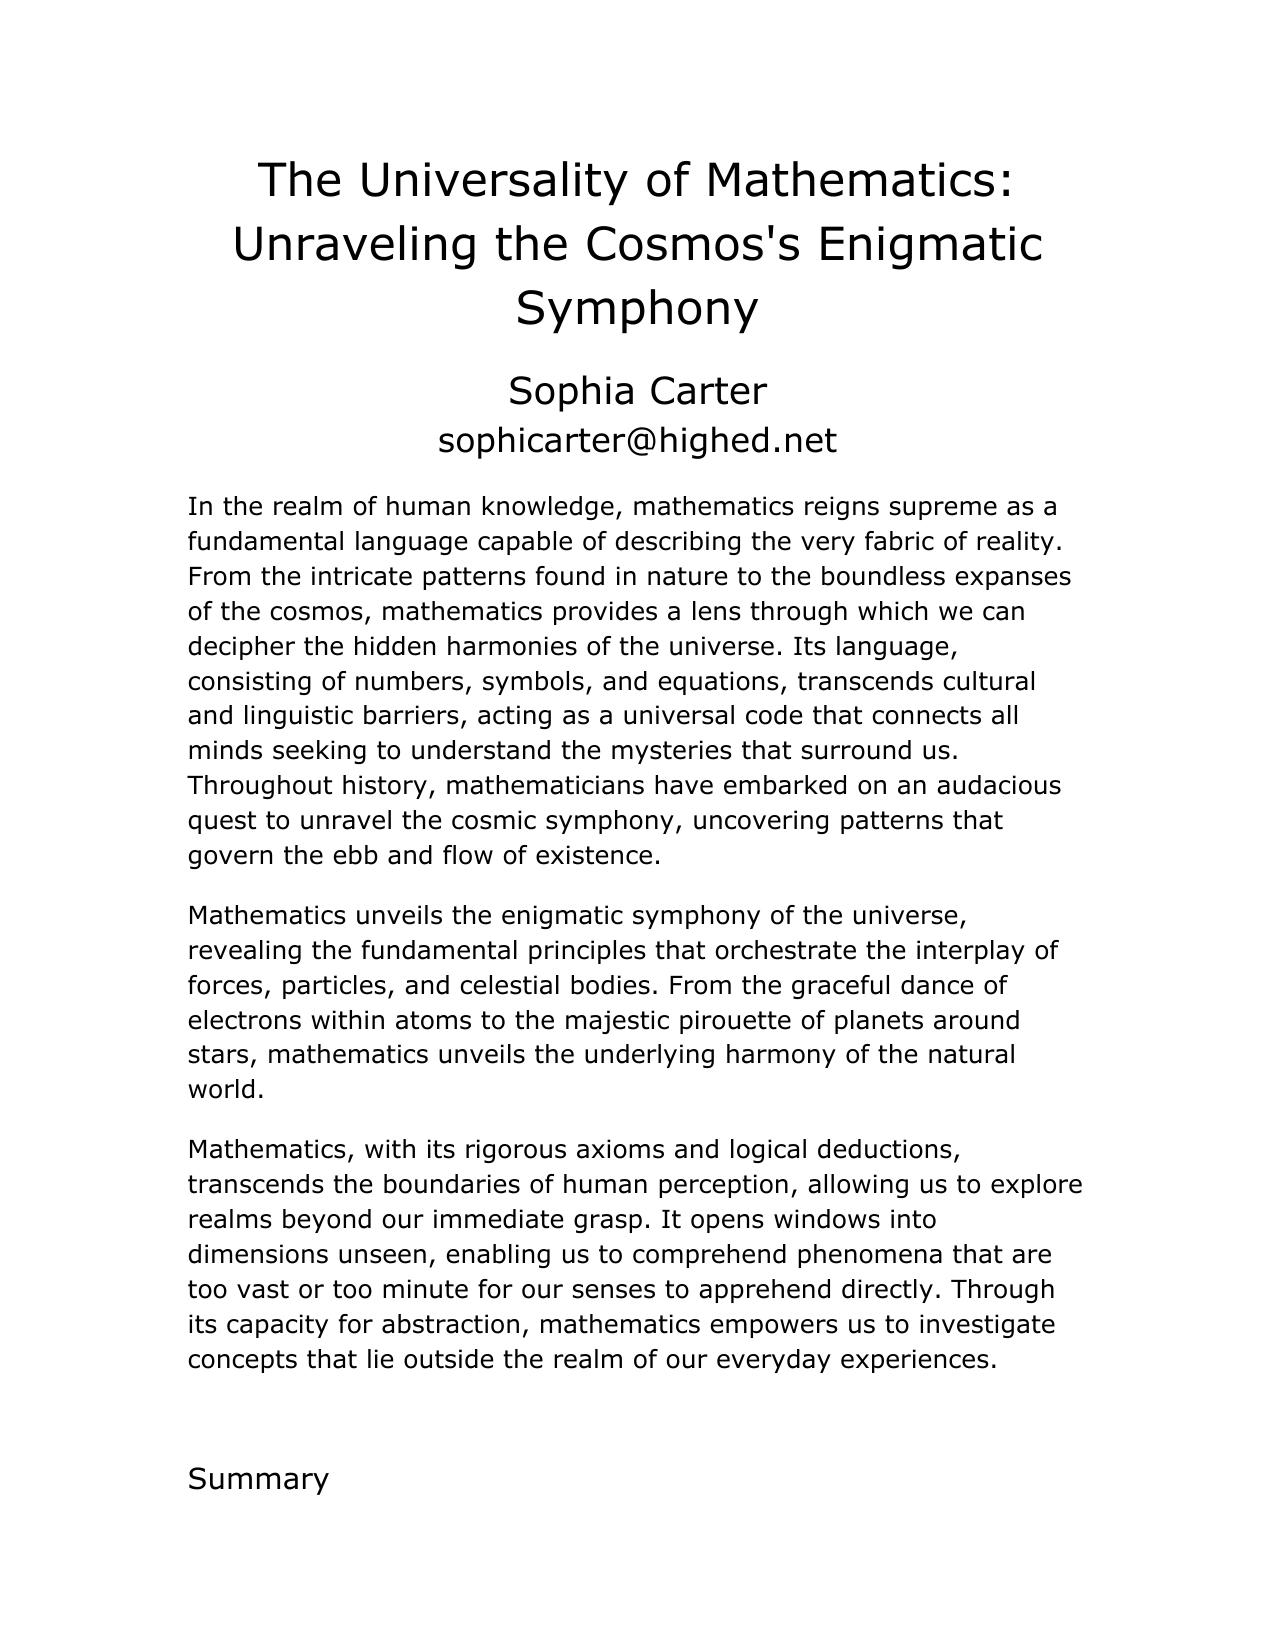 The Universality of Mathematics:
Unraveling the Cosmos's Enigmatic
Symphony
Sophia Carter
sophicarter@highed.net
In the realm of human knowledge, mathematics reigns supreme as a
fundamental language capable of describing the very fabric of reality.
From the intricate patterns found in nature to the boundless expanses
of the cosmos, mathematics provides a lens through which we can
decipher the hidden harmonies of the universe. Its language,
consisting of numbers, symbols, and equations, transcends cultural
and linguistic barriers, acting as a universal code that connects all
minds seeking to understand the mysteries that surround us.
Throughout history, mathematicians have embarked on an audacious
quest to unravel the cosmic symphony, uncovering patterns that
govern the ebb and flow of existence.
Mathematics unveils the enigmatic symphony of the universe,
revealing the fundamental principles that orchestrate the interplay of
forces, particles, and celestial bodies. From the graceful dance of
electrons within atoms to the majestic pirouette of planets around
stars, mathematics unveils the underlying harmony of the natural
world.
Mathematics, with its rigorous axioms and logical deductions,
transcends the boundaries of human perception, allowing us to explore
realms beyond our immediate grasp. It opens windows into
dimensions unseen, enabling us to comprehend phenomena that are
too vast or too minute for our senses to apprehend directly. Through
its capacity for abstraction, mathematics empowers us to investigate
concepts that lie outside the realm of our everyday experiences.
Summary